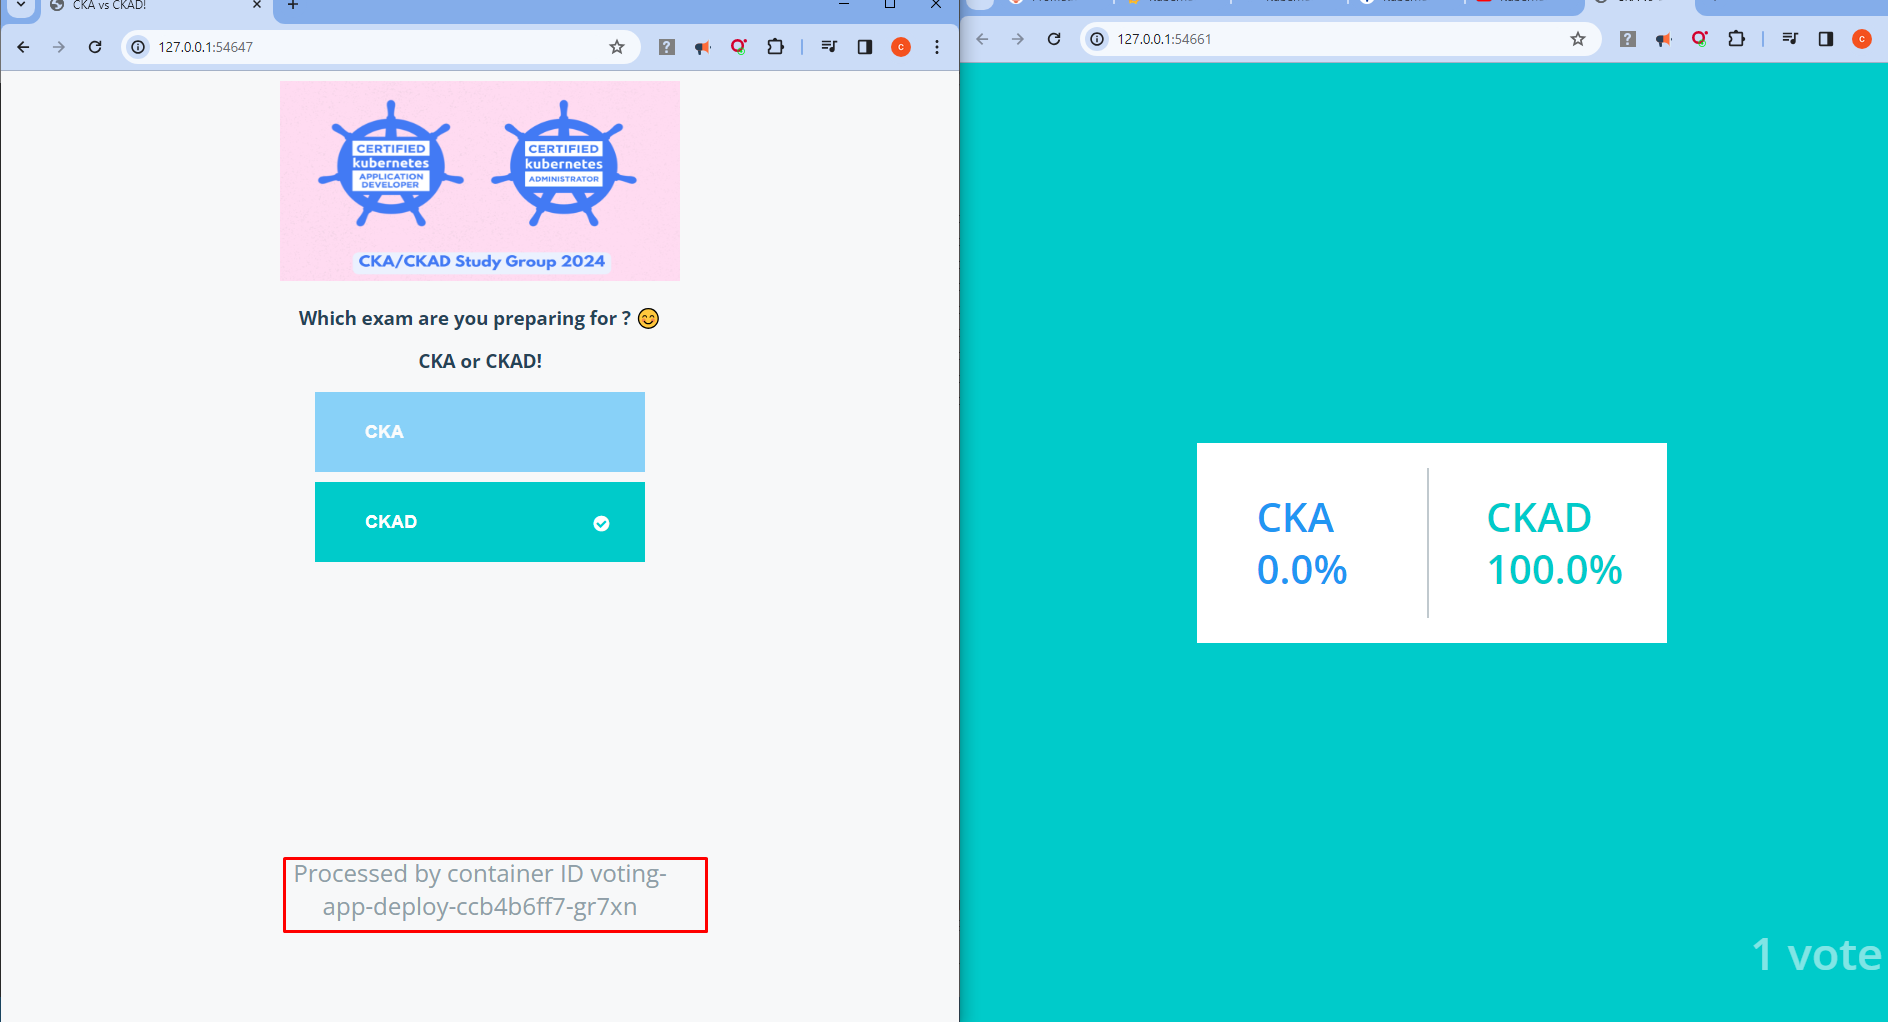 CKA vs CKAD!
127.0.0.1:54647
c
CERTIFIED
kubernetes
APPLICATION
DEVELOPER
CERTIFIED
kubernetes
ADMINISTRATOR
CKA/CKAD Study Group 2024
Which exam are you preparing for ? 😊
CKA or CKAD!
CKA
CKAD
Processed by container ID voting-
app-deploy-ccb4b6ff7-gr7xn
127.0.0.1:54661
c
CKA
0.0%
CKAD
100.0%
1 vote